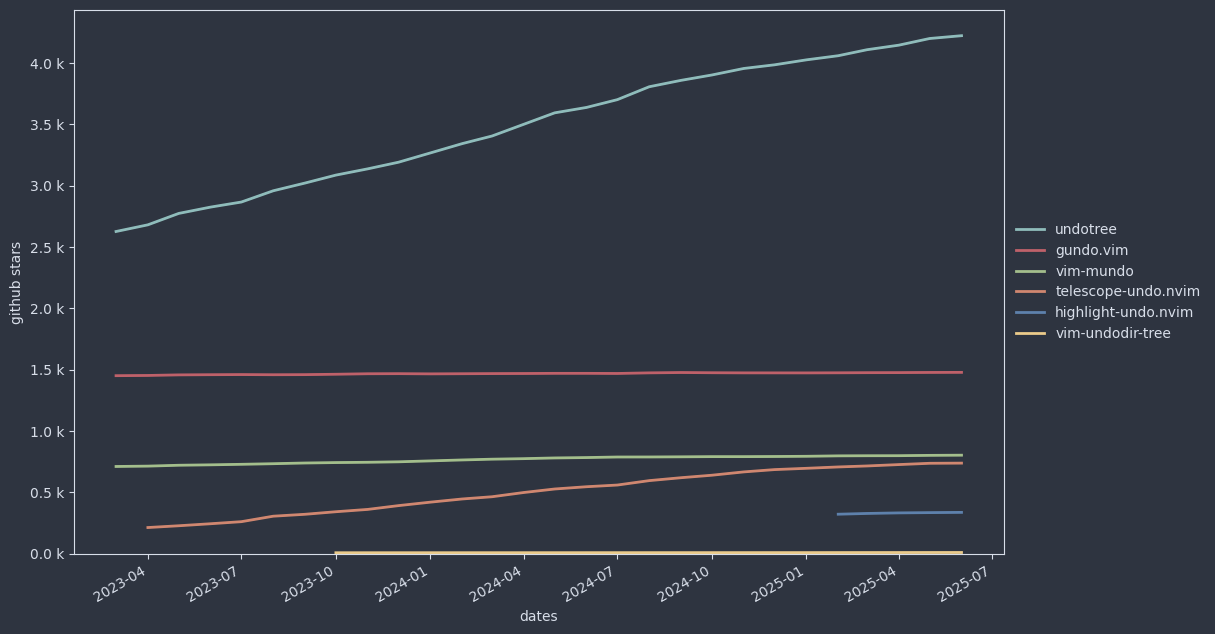 4.0 k
3.5 k
3.0 k
2.5 k
2.0 k
1.5 k
1.0 k
0.5 k
0.0 k
github stars
2023-04
2023-07
2023-10
2024-01
2024-04
2024-07
2024-10
2025-01
2025-04
2025-07
dates
undotree
gundo.vim
vim-mundo
telescope-undo.nvim
highlight-undo.nvim
vim-undodir-tree